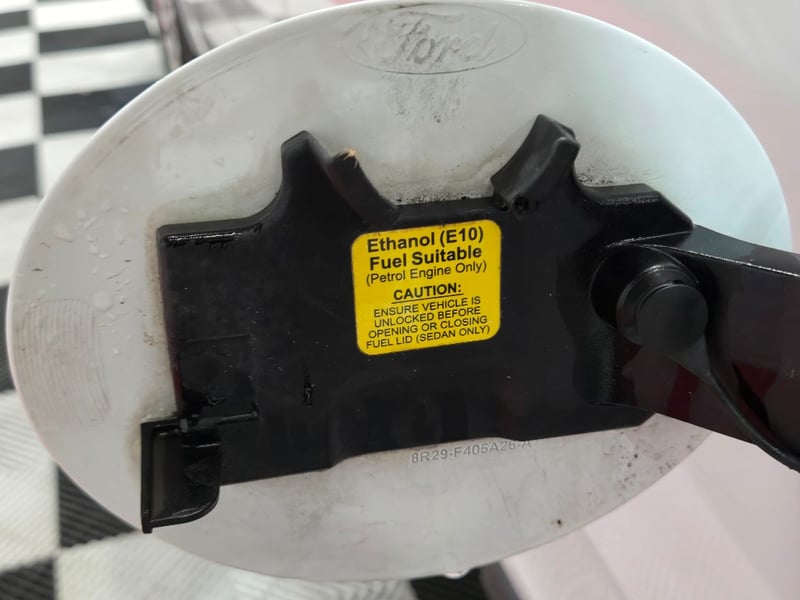 Ford
Ethanol (E10)
Fuel Suitable
(Petrol Engine Only)
CAUTION:
ENSURE VEHICLE IS
UNLOCKED BEFORE
OPENING OR CLOSING
FUEL LID (SEDAN ONLY)
8R29-F405A26-A